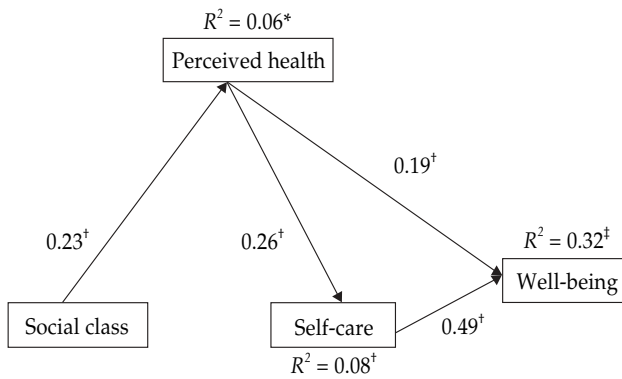 R² = 0.06*
Perceived health
0.19†
0.23†
0.26†
R² = 0.32‡
Well-being
Social class
Self-care
0.49†
R² = 0.08†